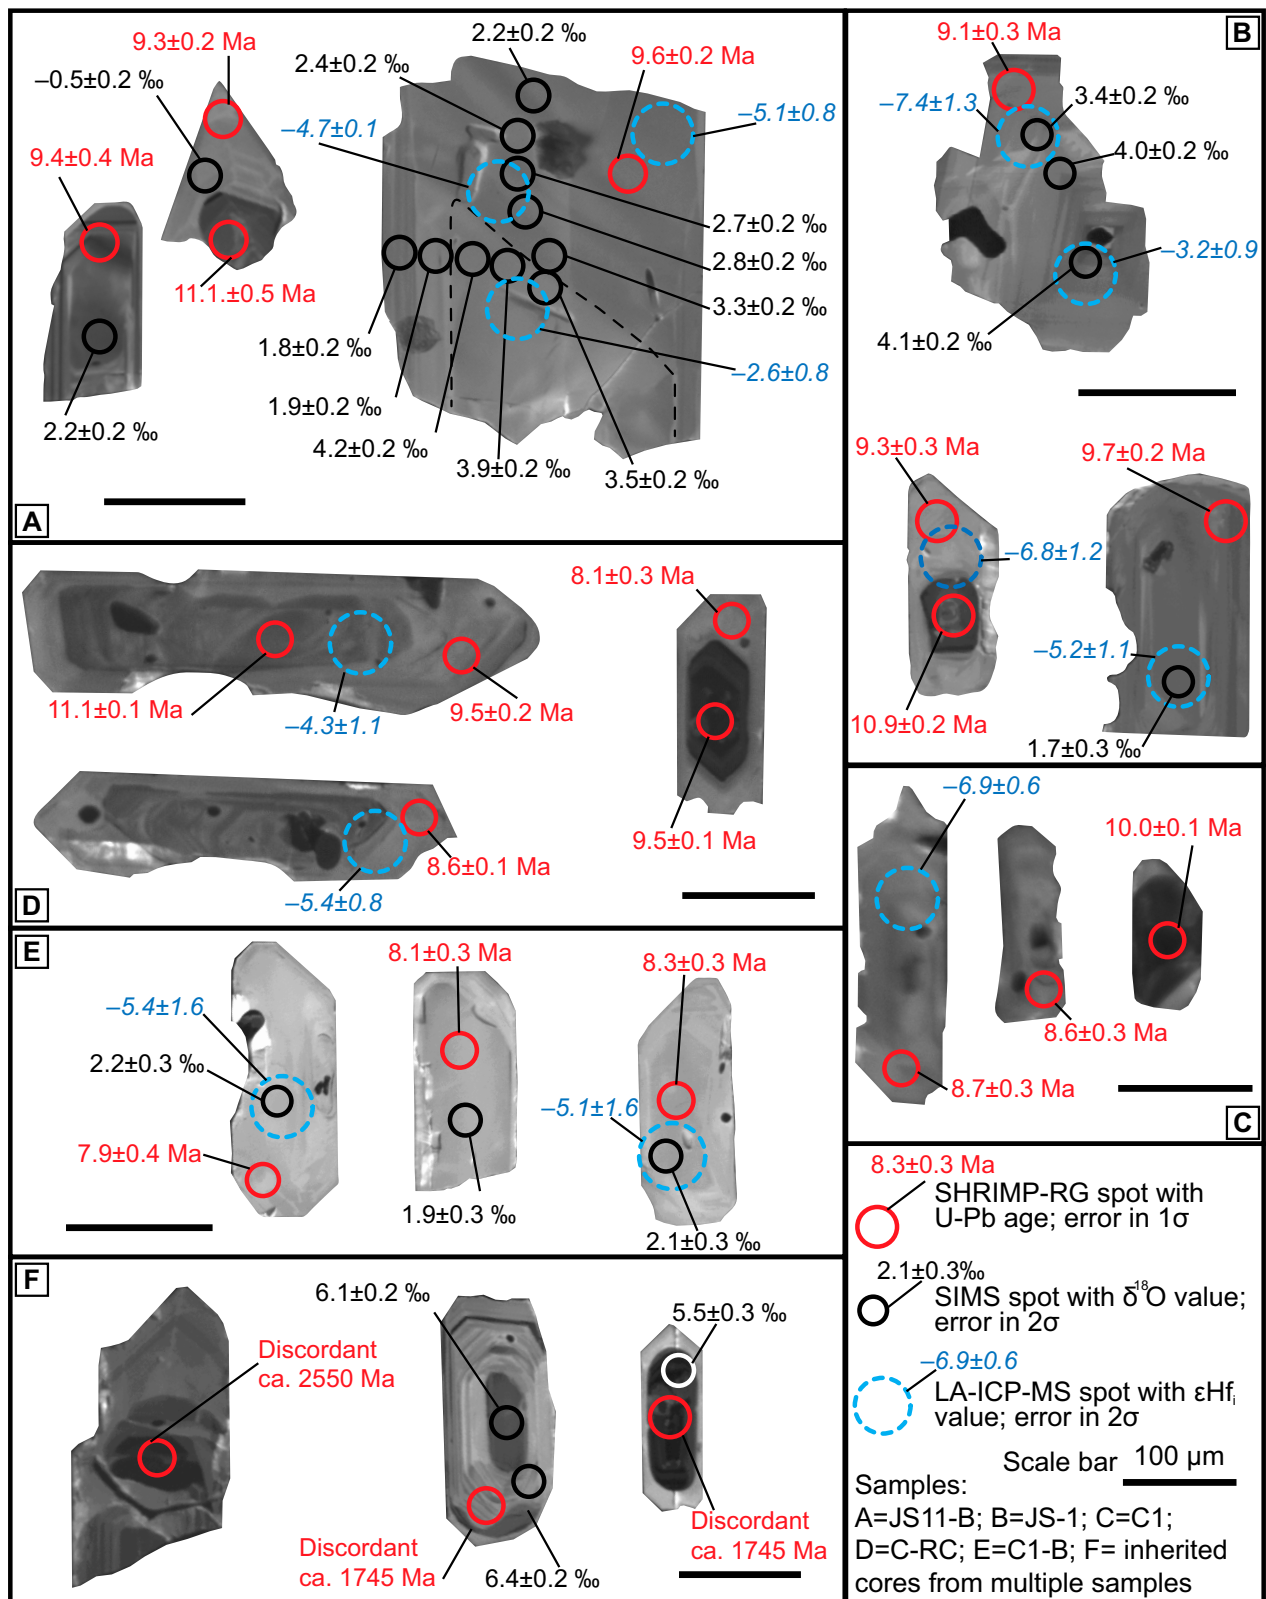 9.3±0.2 Ma
–0.5±0.2 ‰
9.4±0.4 Ma
11.1.±0.5 Ma
2.2±0.2 ‰
2.2±0.2 ‰
2.4±0.2 ‰
9.6±0.2 Ma
–4.7±0.1
–5.1±0.8
2.7±0.2 ‰
2.8±0.2 ‰
3.3±0.2 ‰
1.8±0.2 ‰
–2.6±0.8
1.9±0.2 ‰
4.2±0.2 ‰
3.9±0.2 ‰
3.5±0.2 ‰
A
B
9.1±0.3 Ma
–7.4±1.3
3.4±0.2 ‰
4.0±0.2 ‰
–3.2±0.9
4.1±0.2 ‰
9.3±0.3 Ma
9.7±0.2 Ma
–6.8±1.2
–5.2±1.1
10.9±0.2 Ma
1.7±0.3 ‰
–6.9±0.6
10.0±0.1 Ma
8.6±0.3 Ma
8.7±0.3 Ma
C
8.1±0.3 Ma
11.1±0.1 Ma
–4.3±1.1
9.5±0.2 Ma
9.5±0.1 Ma
8.6±0.1 Ma
–5.4±0.8
D
E
8.1±0.3 Ma
8.3±0.3 Ma
–5.4±1.6
2.2±0.3 ‰
–5.1±1.6
7.9±0.4 Ma
1.9±0.3 ‰
2.1±0.3 ‰
F
6.1±0.2 ‰
5.5±0.3 ‰
Discordant
ca. 2550 Ma
Discordant
ca. 1745 Ma
6.4±0.2 ‰
Discordant
ca. 1745 Ma
8.3±0.3 Ma
SHRIMP-RG spot with
U-Pb age; error in 1σ
2.1±0.3‰
SIMS spot with δ¹⁸O value;
error in 2σ
–6.9±0.6
LA-ICP-MS spot with εHfᵢ
value; error in 2σ
Scale bar 100 µm
Samples:
A=JS11-B; B=JS-1; C=C1;
D=C-RC; E=C1-B; F= inherited
cores from multiple samples